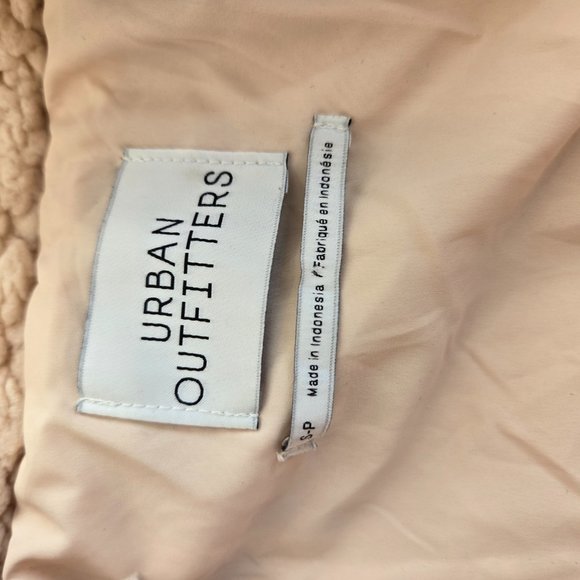 URBAN
OUTFITTERS
S-P Made in Indonesia / Fabriqué en Indonésie